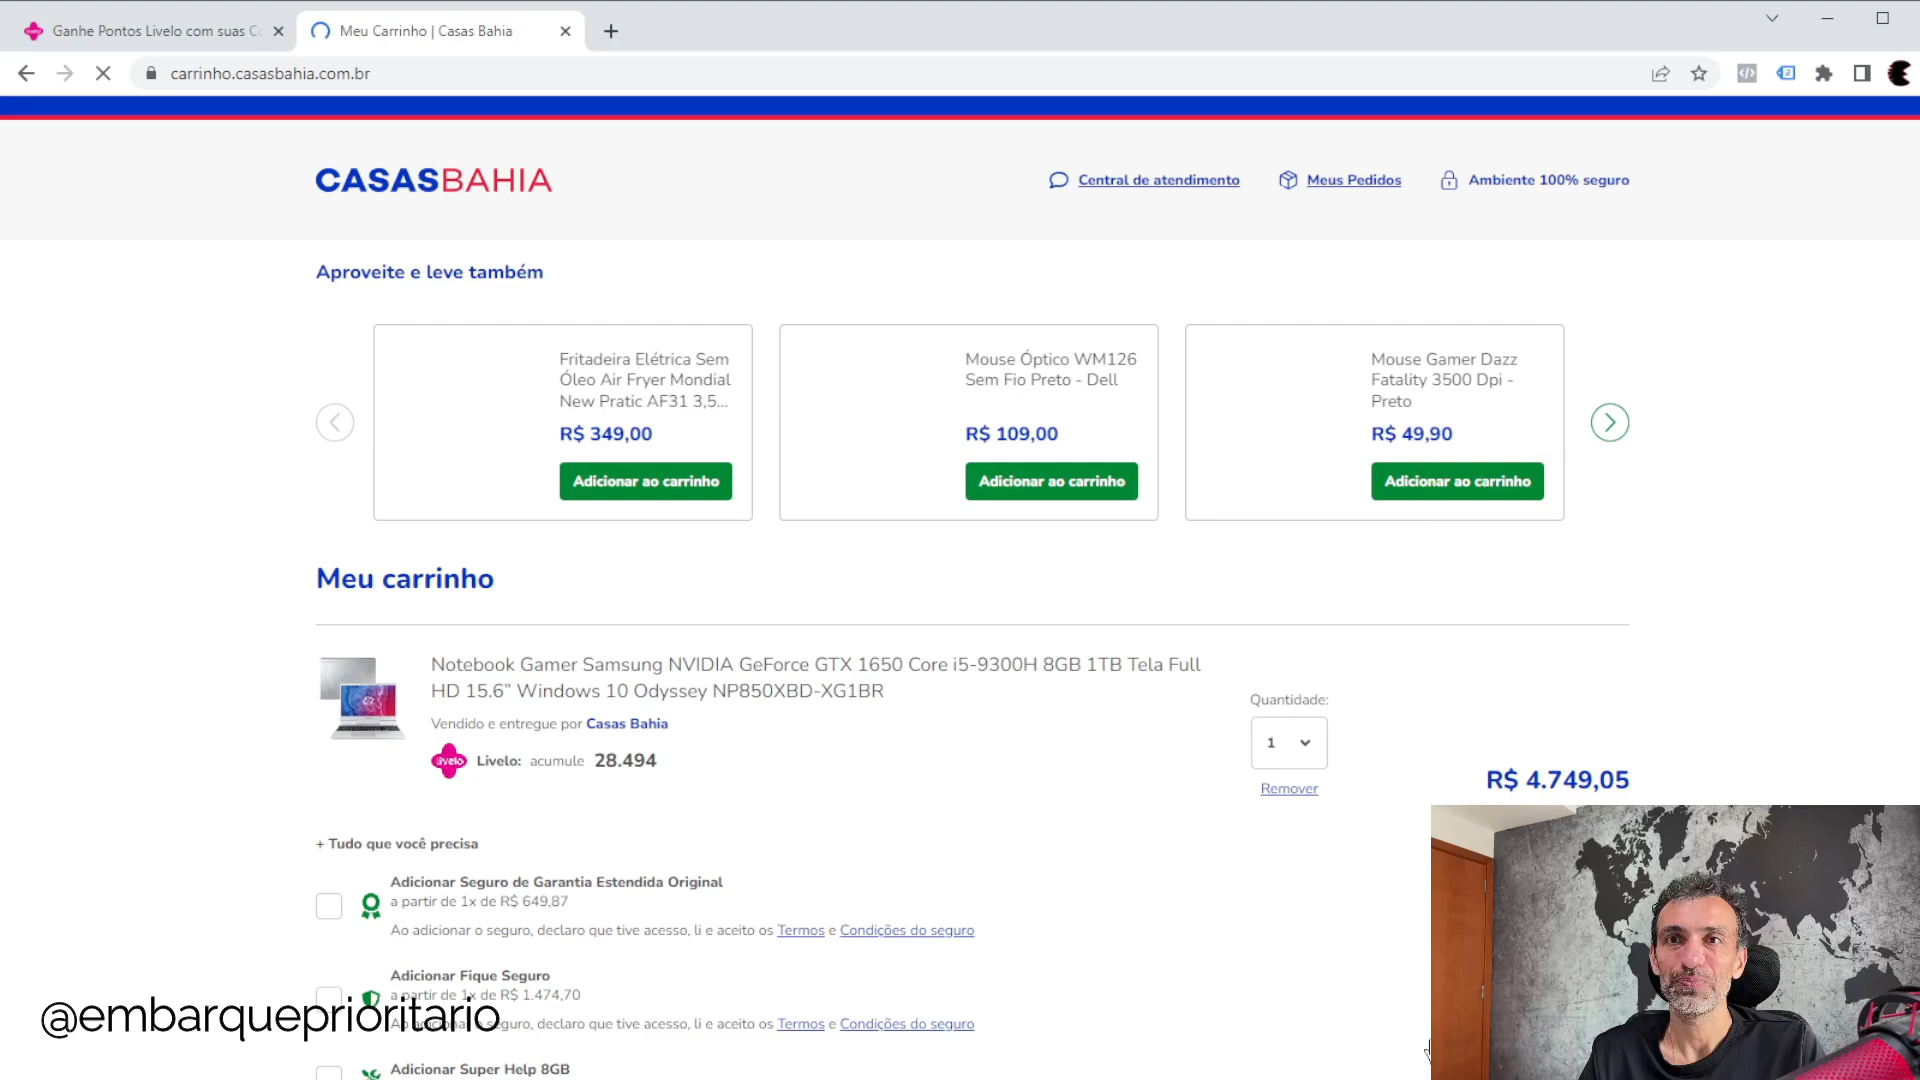 Ganhe Pontos Livelo com suas Co
Meu Carrinho | Casas Bahia
carrinho.casasbahia.com.br
CASASBAHIA
Central de atendimento
Meus Pedidos
Ambiente 100% seguro
Aproveite e leve também
Fritadeira Elétrica Sem
Óleo Air Fryer Mondial
New Pratic AF31 3,5...
R$ 349,00
Adicionar ao carrinho
Mouse Óptico WM126
Sem Fio Preto - Dell
R$ 109,00
Adicionar ao carrinho
Mouse Gamer Dazz
Fatality 3500 Dpi -
Preto
R$ 49,90
Adicionar ao carrinho
Meu carrinho
Notebook Gamer Samsung NVIDIA GeForce GTX 1650 Core i5-9300H 8GB 1TB Tela Full
HD 15.6” Windows 10 Odyssey NP850XBD-XG1BR
Vendido e entregue por Casas Bahia
livelo Livelo: acumule 28.494
Quantidade:
1
Remover
R$ 4.749,05
+ Tudo que você precisa
Adicionar Seguro de Garantia Estendida Original
a partir de 1x de R$ 649,87
Ao adicionar o seguro, declaro que tive acesso, li e aceito os Termos e Condições do seguro
Adicionar Fique Seguro
a partir de 1x de R$ 1.474,70
Ao adicionar o seguro, declaro que tive acesso, li e aceito os Termos e Condições do seguro
@embarqueprioritario
Adicionar Super Help 8GB